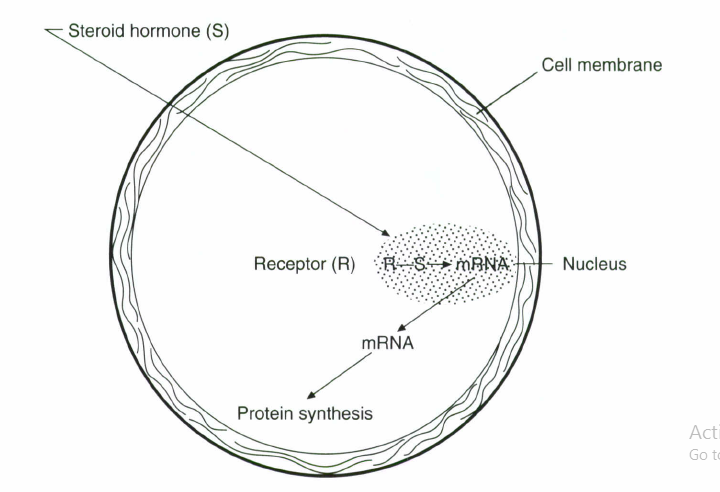 Steroid hormone (S)
Cell membrane
Receptor (R)
R—S→mRNA
Nucleus
mRNA
Protein synthesis